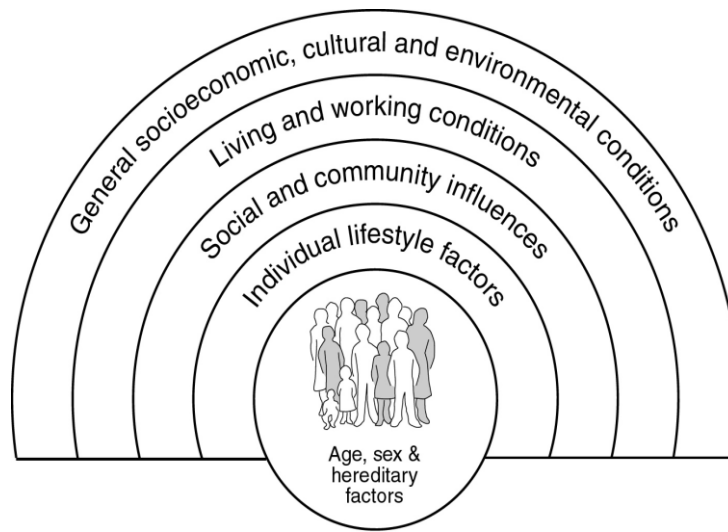 General socioeconomic, cultural and environmental conditions
Living and working conditions
Social and community influences
Individual lifestyle factors
Age, sex &
hereditary
factors